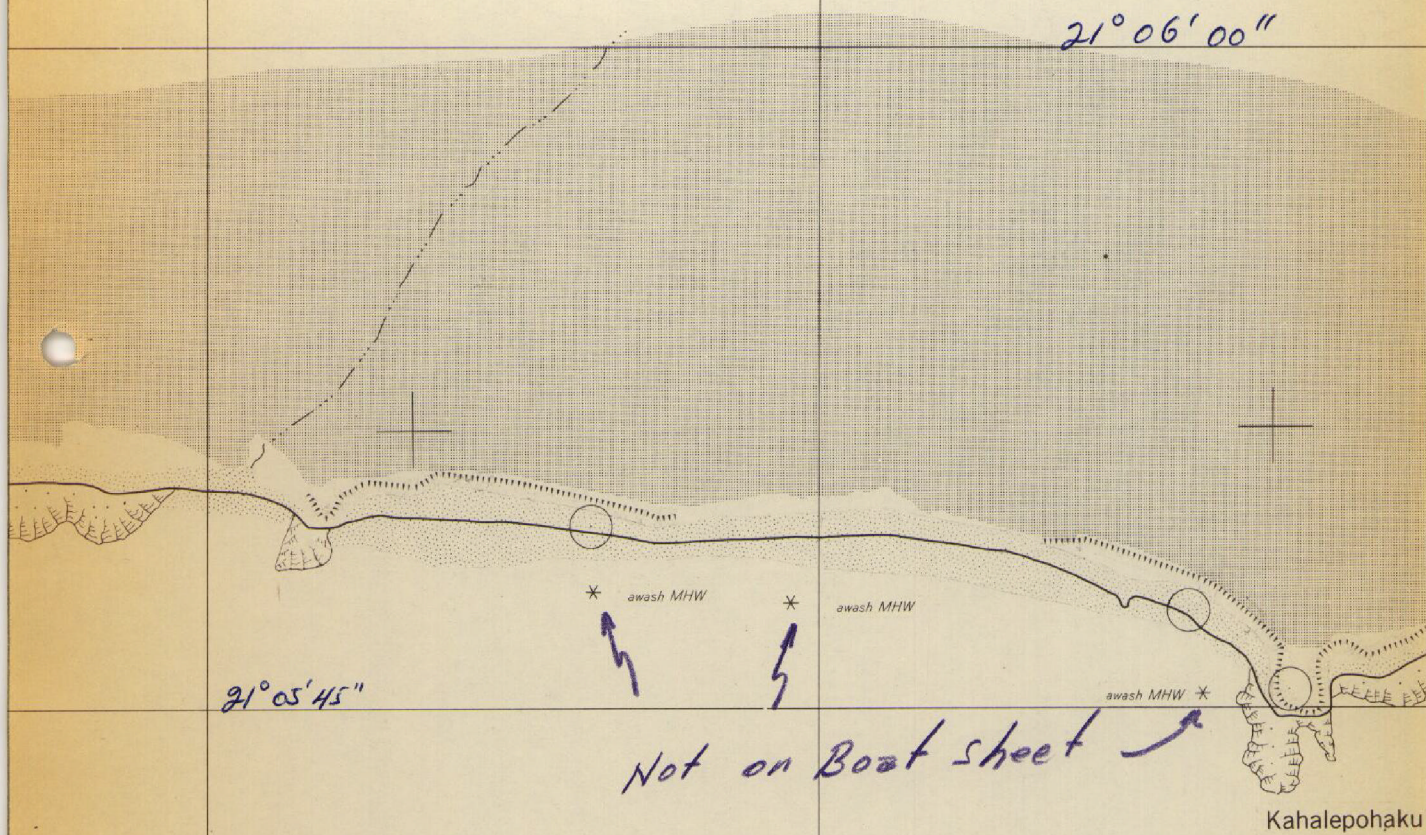 21° 06' 00"
awash MHW
awash MHW
21° 05' 45"
awash MHW
Not on Boat sheet
Kahalepohaku